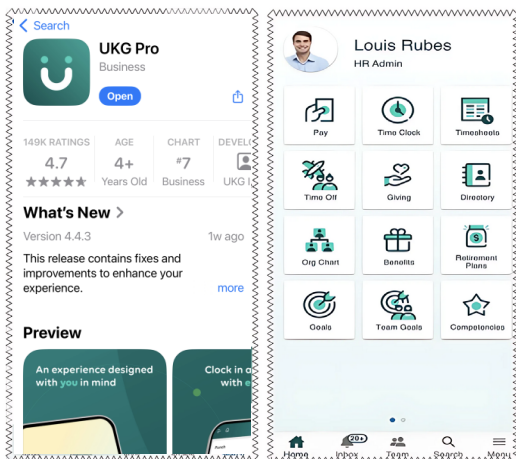 Search
UKG Pro
Business
Open
149K RATINGS
4.7
AGE
4+
Years Old
CHART
#7
Business
DEVELO
UKG I
What's New
Version 4.4.3
1w ago
This release contains fixes and
improvements to enhance your
experience.
more
Preview
An experience designed
with you in mind
Clock in a
with e
Louis Rubes
HR Admin
Pay
Time Clock
Timesheets
Time Off
Giving
Directory
Org Chart
Benefits
Retirement
Plans
Goals
Team Goals
Competencies
20+
Home
Inbox
Team
Search
Menu